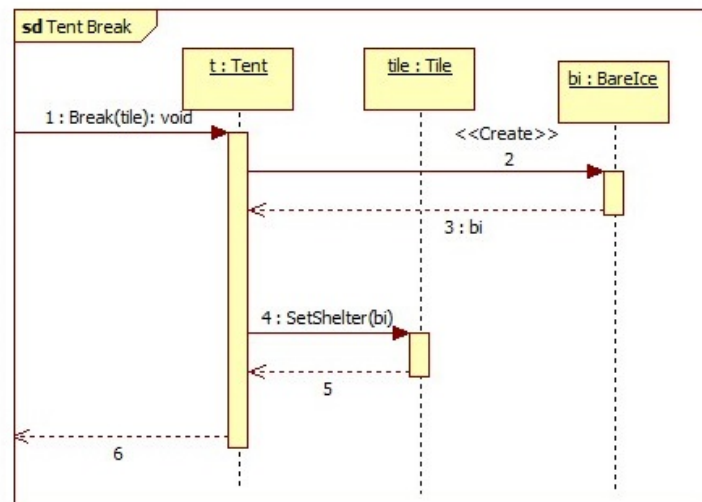 sd Tent Break
t : Tent
tile : Tile
bi : BareIce
1 : Break(tile): void
<<Create>>
2
3 : bi
4 : SetShelter(bi)
5
6